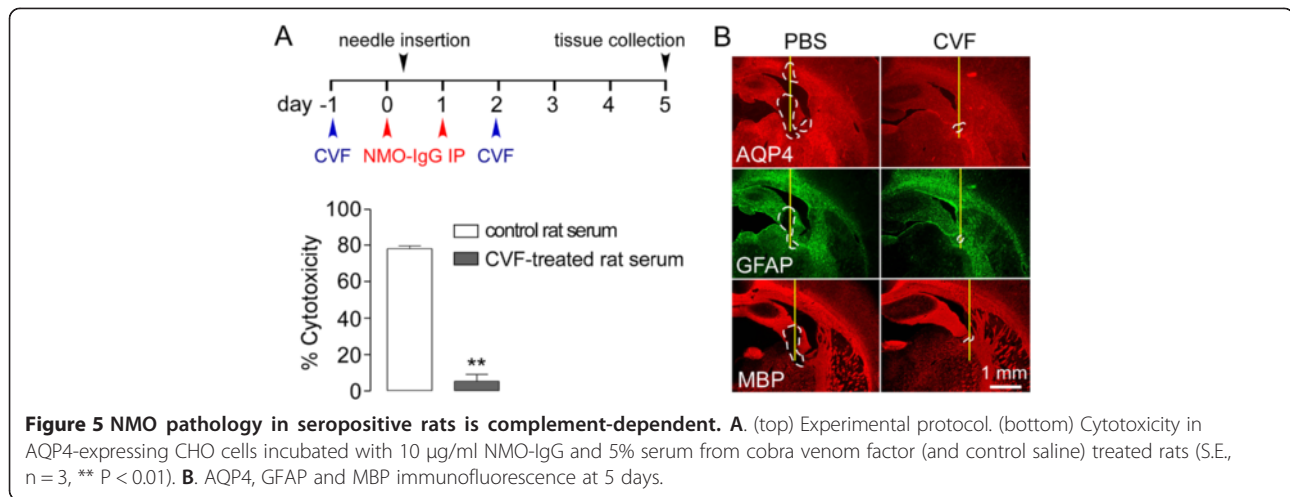 A
needle insertion
tissue collection
day -1 0 1 2 3 4 5
CVF NMO-IgG IP CVF
% Cytotoxicity
100
80
60
40
20
0
control rat serum
CVF-treated rat serum
**
B
PBS CVF
AQP4
GFAP
MBP
1 mm
Figure 5 NMO pathology in seropositive rats is complement-dependent. A. (top) Experimental protocol. (bottom) Cytotoxicity in
AQP4-expressing CHO cells incubated with 10 μg/ml NMO-IgG and 5% serum from cobra venom factor (and control saline) treated rats (S.E.,
n = 3, ** P < 0.01). B. AQP4, GFAP and MBP immunofluorescence at 5 days.